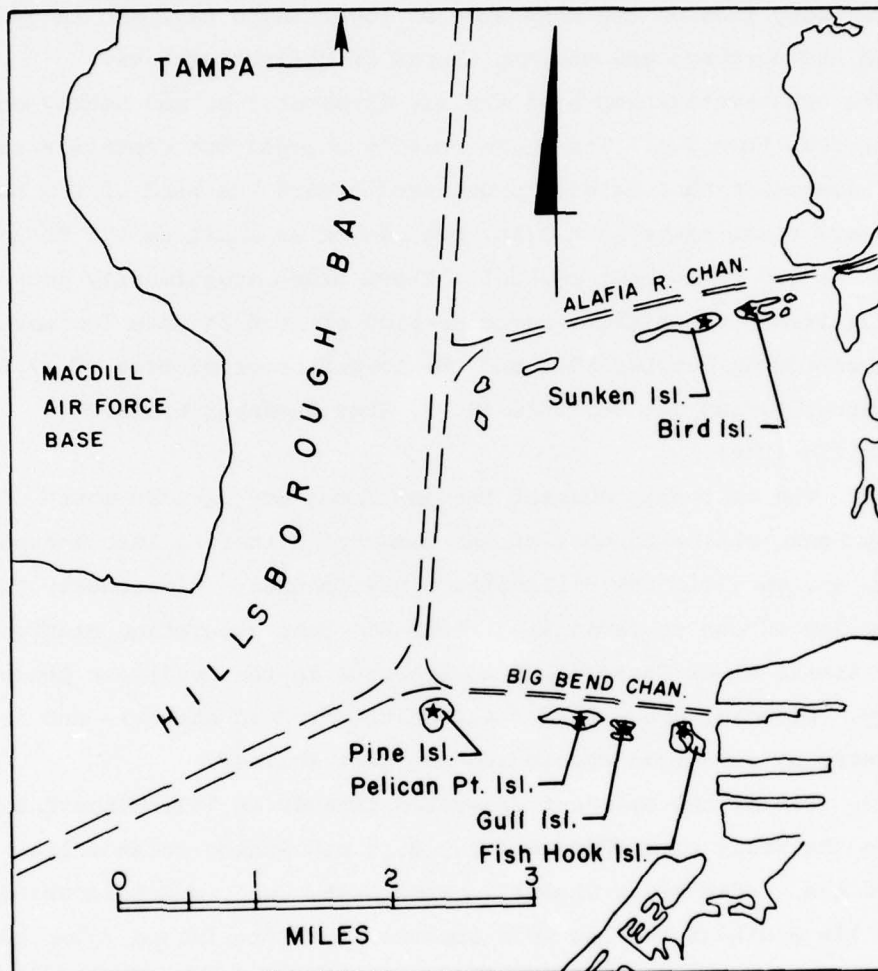 TAMPA
HILLSBOROUGH BAY
ALAFIA R. CHAN.
MACDILL
AIR FORCE
BASE
Sunken Isl.
Bird Isl.
BIG BEND CHAN.
Pine Isl.
Pelican Pt. Isl.
Gull Isl.
Fish Hook Isl.
0 1 2 3
MILES